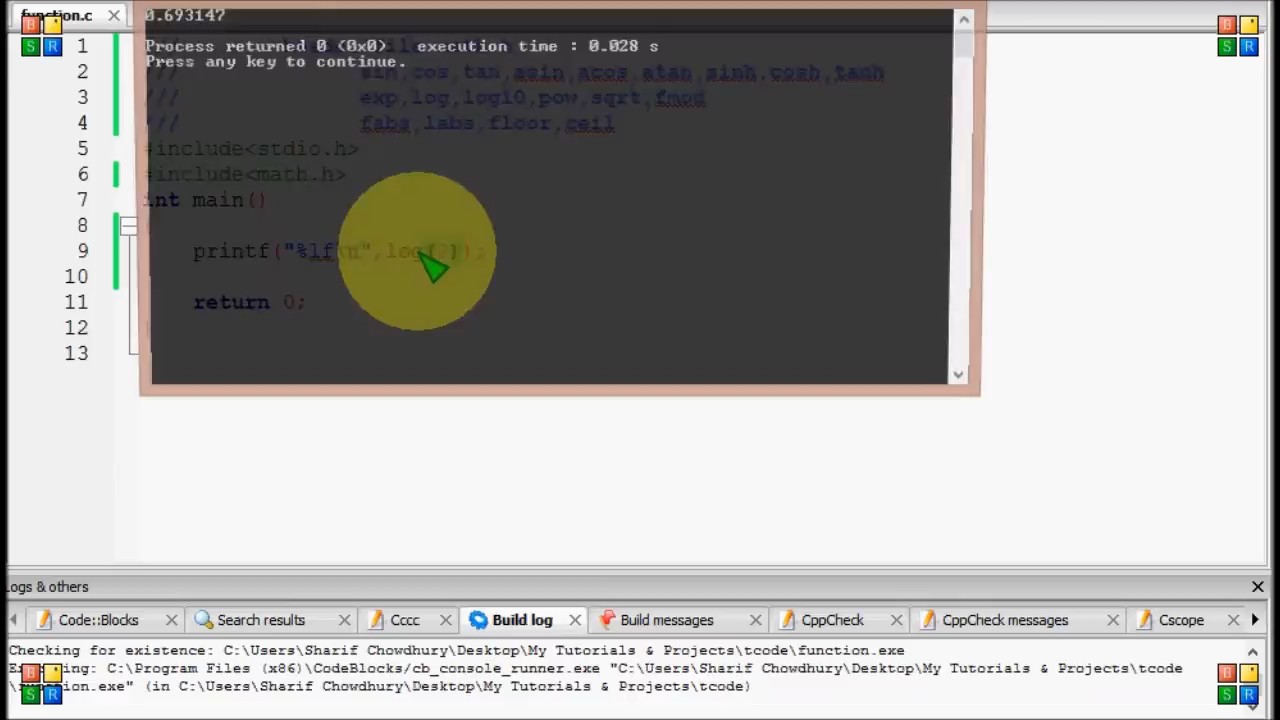 function.c
0.693147
Process returned 0 (0x0)   execution time : 0.028 s
Press any key to continue.
1
2 /// sin,cos,tan,asin,acos,atan,sinh.cosh,tanh
3 /// exp,log,log10,pow,sqrt,fmod
4 /// fabs,labs,floor,ceil
5 #include<stdio.h>
6 #include<math.h>
7 int main()
8
9 printf("%lf\n",log(2));
10
11 return 0;
12
13
Logs & others
Code::Blocks Search results Cccc Build log Build messages CppCheck CppCheck messages Cscope
Checking for existence: C:\Users\Sharif Chowdhury\Desktop\My Tutorials & Projects\tcode\function.exe
Executing: C:\Program Files (x86)\CodeBlocks/cb_console_runner.exe "C:\Users\Sharif Chowdhury\Desktop\My Tutorials & Projects\tcode
\function.exe" (in C:\Users\Sharif Chowdhury\Desktop\My Tutorials & Projects\tcode)
B
S R
B
S R
B
S R
B
S R